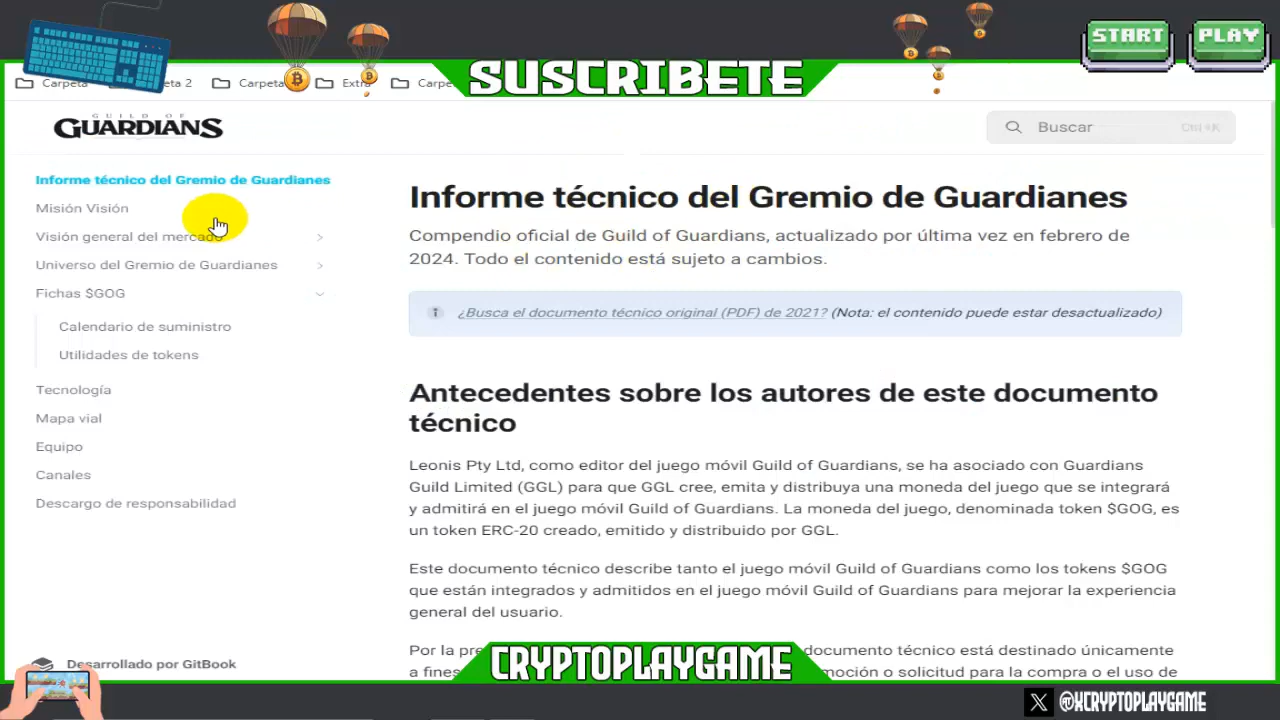 START
PLAY
Carpeta
eta 2
Carpeta
Extra
Carpe
SUSCRIBETE
GUILD OF
GUARDIANS
Buscar
Ctrl +K
Informe técnico del Gremio de Guardianes
Misión Visión
Visión general del mercado
Universo del Gremio de Guardianes
Fichas $GOG
Calendario de suministro
Utilidades de tokens
Tecnología
Mapa vial
Equipo
Canales
Descargo de responsabilidad
Desarrollado por GitBook
Informe técnico del Gremio de Guardianes
Compendio oficial de Guild of Guardians, actualizado por última vez en febrero de
2024. Todo el contenido está sujeto a cambios.
¿Busca el documento técnico original (PDF) de 2021? (Nota: el contenido puede estar desactualizado)
Antecedentes sobre los autores de este documento
técnico
Leonis Pty Ltd, como editor del juego móvil Guild of Guardians, se ha asociado con Guardians
Guild Limited (GGL) para que GGL cree, emita y distribuya una moneda del juego que se integrará
y admitirá en el juego móvil Guild of Guardians. La moneda del juego, denominada token $GOG, es
un token ERC-20 creado, emitido y distribuido por GGL.
Este documento técnico describe tanto el juego móvil Guild of Guardians como los tokens $GOG
que están integrados y admitidos en el juego móvil Guild of Guardians para mejorar la experiencia
general del usuario.
Por la pre documento técnico está destinado únicamente
a fines moción o solicitud para la compra o el uso de
CRYPTOPLAYGAME
X @XCRYPTOPLAYGAME